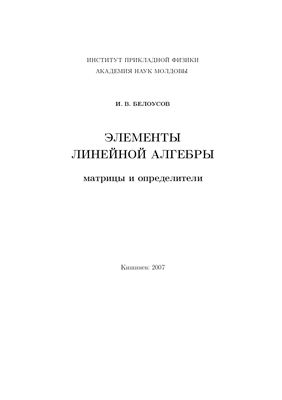 ИНСТИТУТ ПРИКЛАДНОЙ ФИЗИКИ
АКАДЕМИЯ НАУК МОЛДОВЫ
И. В. БЕЛОУСОВ
ЭЛЕМЕНТЫ
ЛИНЕЙНОЙ АЛГЕБРЫ
матрицы и определители
Кишинев: 2007